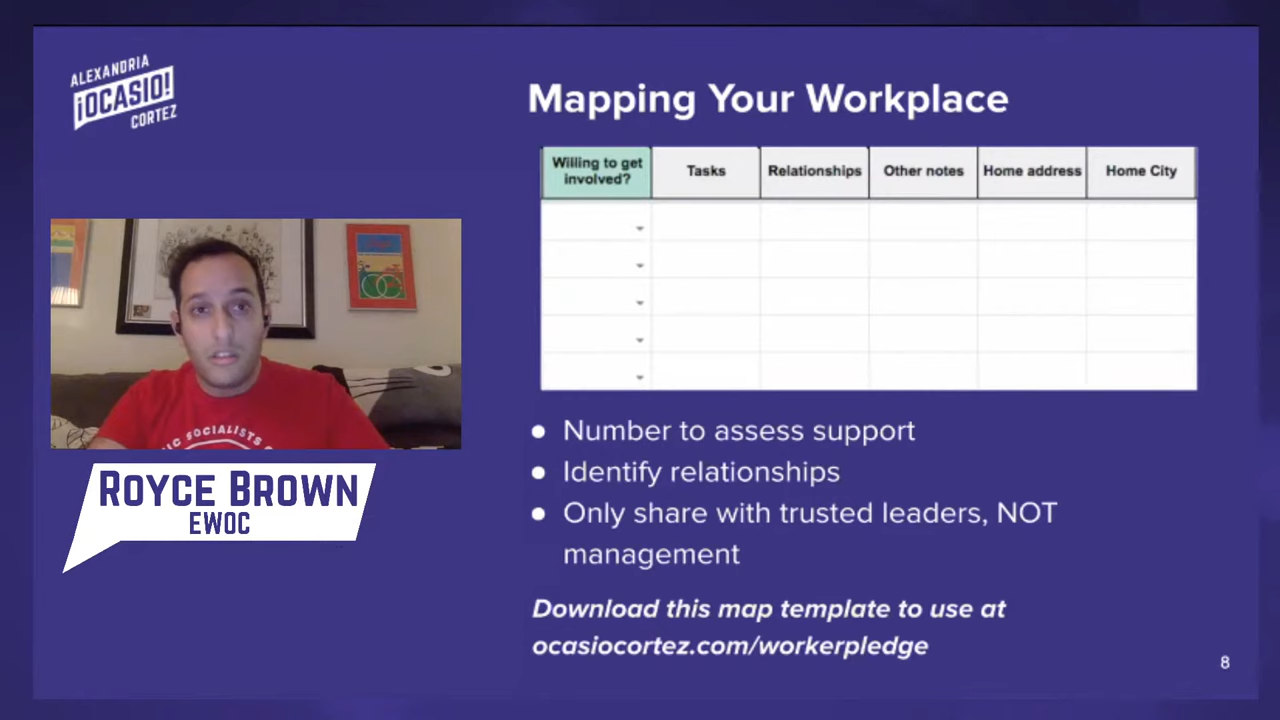 ALEXANDRIA
¡OCASIO!
CORTEZ
Mapping Your Workplace
Willing to get
involved?
Tasks
Relationships
Other notes
Home address
Home City
IC SOCIALISTS O
ROYCE BROWN
EWOC
● Number to assess support
● Identify relationships
● Only share with trusted leaders, NOT
management
Download this map template to use at
ocasiocortez.com/workerpledge
8